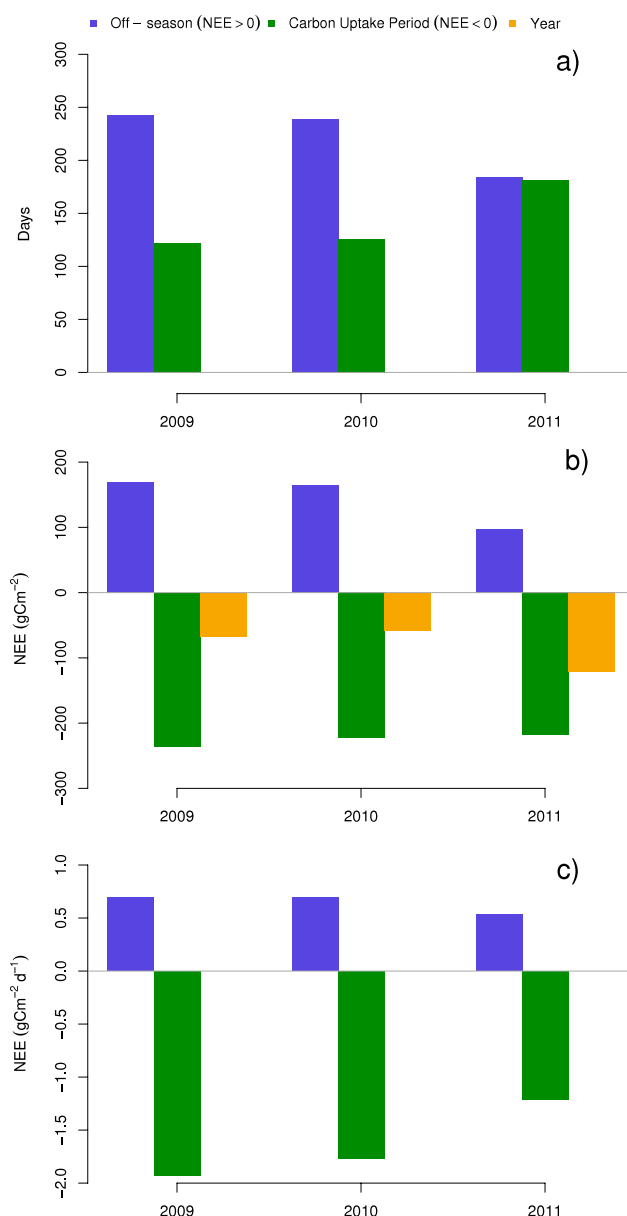 Off − season (NEE > 0) Carbon Uptake Period (NEE < 0) Year
a)
300
250
200
150
100
50
0
Days
2009 2010 2011
b)
200
100
0
−100
−200
−300
NEE (gCm⁻²)
2009 2010 2011
c)
1.0
0.5
0.0
−0.5
−1.0
−1.5
−2.0
NEE (gCm⁻² d⁻¹)
2009 2010 2011